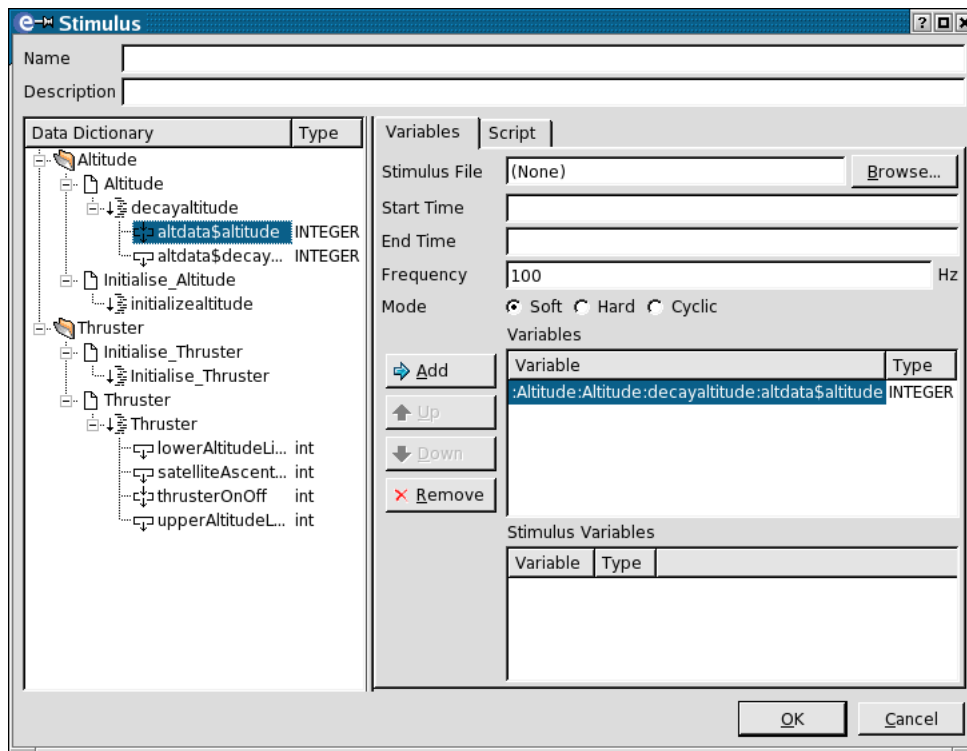 Stimulus
Name
Description
Data Dictionary Type
Altitude
Altitude
decayaltitude
altdata$altitude INTEGER
altdata$decay... INTEGER
Initialise_Altitude
initializealtitude
Thruster
Initialise_Thruster
Initialise_Thruster
Thruster
Thruster
lowerAltitudeLi... int
satelliteAscent... int
thrusterOnOff int
upperAltitudeL... int
Variables Script
Stimulus File (None) Browse...
Start Time
End Time
Frequency 100 Hz
Mode Soft Hard Cyclic
Variables
Add
Up
Down
Remove
Variable Type
:Altitude:Altitude:decayaltitude:altdata$altitude INTEGER
Stimulus Variables
Variable Type
OK Cancel